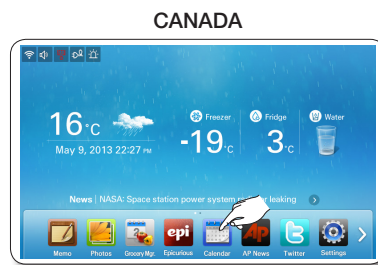 CANADA
Freezer
Fridge
Water
16°C
-19°C
3°C
May 9, 2013 22:27 PM
News | NASA: Space station power system leaking
epi
Ap
Memo
Photos
Grocery Mgr.
Epicurious
Calendar
AP News
Twitter
Settings